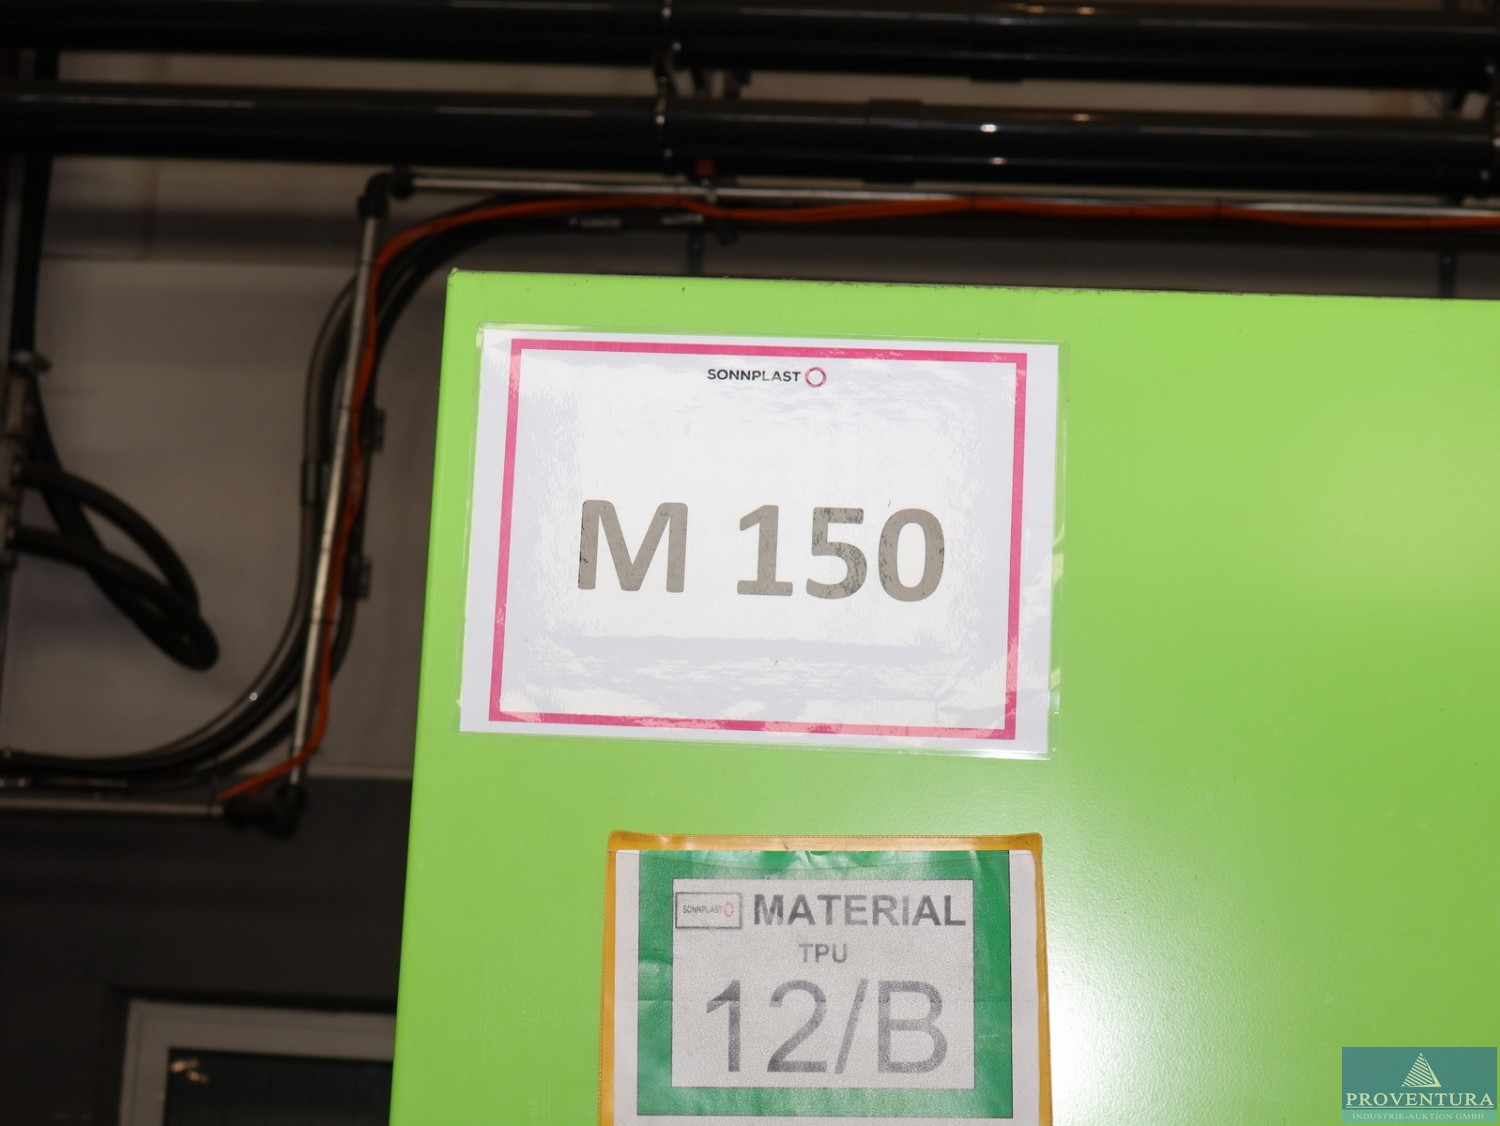 SONNPLAST
M 150
SONNPLAST MATERIAL
TPU
12/B
PROVENTURA
INDUSTRIE-AUKTION GMBH